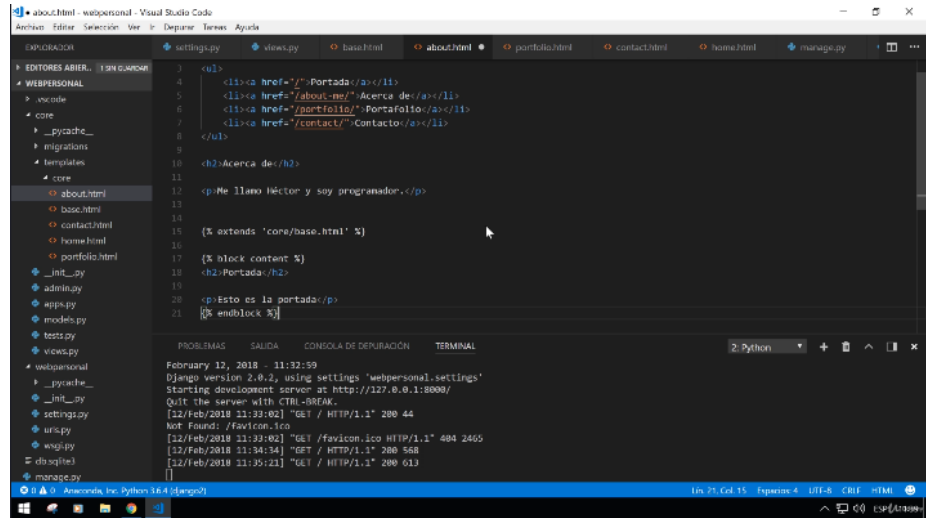 about.html - webpersonal - Visual Studio Code
Archivo Editar Selección Ver Ir Depurar Tareas Ayuda
EXPLORADOR
settings.py views.py base.html about.html portfolio.html contact.html home.html manage.py
EDITORES ABIER.. 1 SIN GUARDAR
WEBPERSONAL
.vscode
core
__pycache__
migrations
templates
core
about.html
base.html
contact.html
home.html
portfolio.html
__init__.py
admin.py
apps.py
models.py
tests.py
views.py
webpersonal
__pycache__
__init__.py
settings.py
urls.py
wsgi.py
db.sqlite3
manage.py
3 <ul>
4 <li><a href="/">Portada</a></li>
5 <li><a href="/about-me/">Acerca de</a></li>
6 <li><a href="/portfolio/">Portafolio</a></li>
7 <li><a href="/contact/">Contacto</a></li>
8 </ul>
9
10 <h2>Acerca de</h2>
11
12 <p>Me llamo Héctor y soy programador.</p>
13
14
15 {% extends 'core/base.html' %}
16
17 {% block content %}
18 <h2>Portada</h2>
19
20 <p>Esto es la portada</p>
21 {% endblock %}
PROBLEMAS SALIDA CONSOLA DE DEPURACIÓN TERMINAL 2: Python
February 12, 2018 - 11:32:59
Django version 2.0.2, using settings 'webpersonal.settings'
Starting development server at http://127.0.0.1:8000/
Quit the server with CTRL-BREAK.
[12/Feb/2018 11:33:02] "GET / HTTP/1.1" 200 44
Not Found: /favicon.ico
[12/Feb/2018 11:33:02] "GET /favicon.ico HTTP/1.1" 404 2465
[12/Feb/2018 11:34:34] "GET / HTTP/1.1" 200 568
[12/Feb/2018 11:35:21] "GET / HTTP/1.1" 200 613
0 0 Anaconda, Inc. Python 3.6.4 (django2) Lín. 21, Col. 15 Espacios: 4 UTF-8 CRLF HTML
ESP